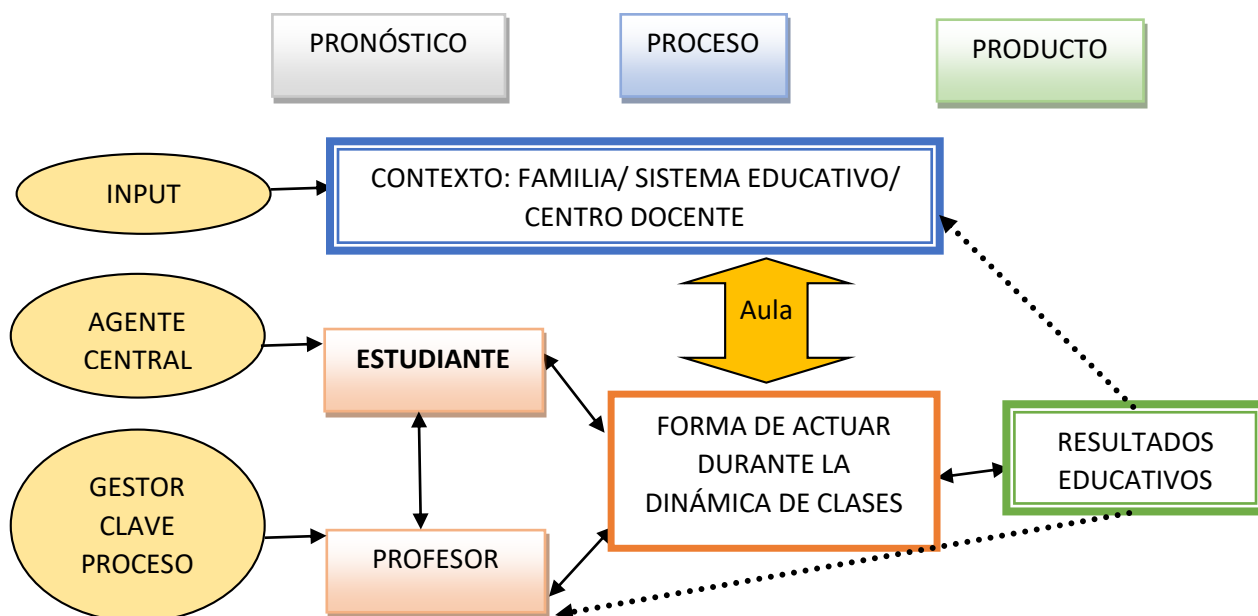 PRONÓSTICO
PROCESO
PRODUCTO
INPUT
CONTEXTO: FAMILIA/ SISTEMA EDUCATIVO/
CENTRO DOCENTE
Aula
AGENTE
CENTRAL
ESTUDIANTE
FORMA DE ACTUAR
DURANTE LA
DINÁMICA DE CLASES
RESULTADOS
EDUCATIVOS
GESTOR
CLAVE
PROCESO
PROFESOR